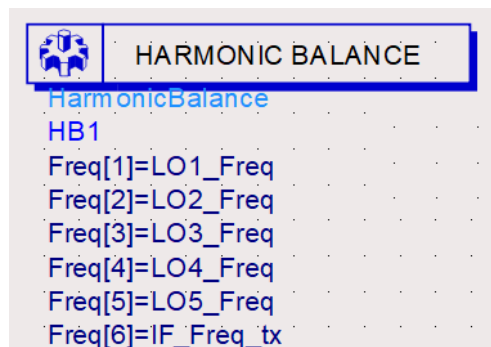 HARMONIC BALANCE
HarmonicBalance
HB1
Freq[1]=LO1_Freq
Freq[2]=LO2_Freq
Freq[3]=LO3_Freq
Freq[4]=LO4_Freq
Freq[5]=LO5_Freq
Freq[6]=IF_Freq_tx